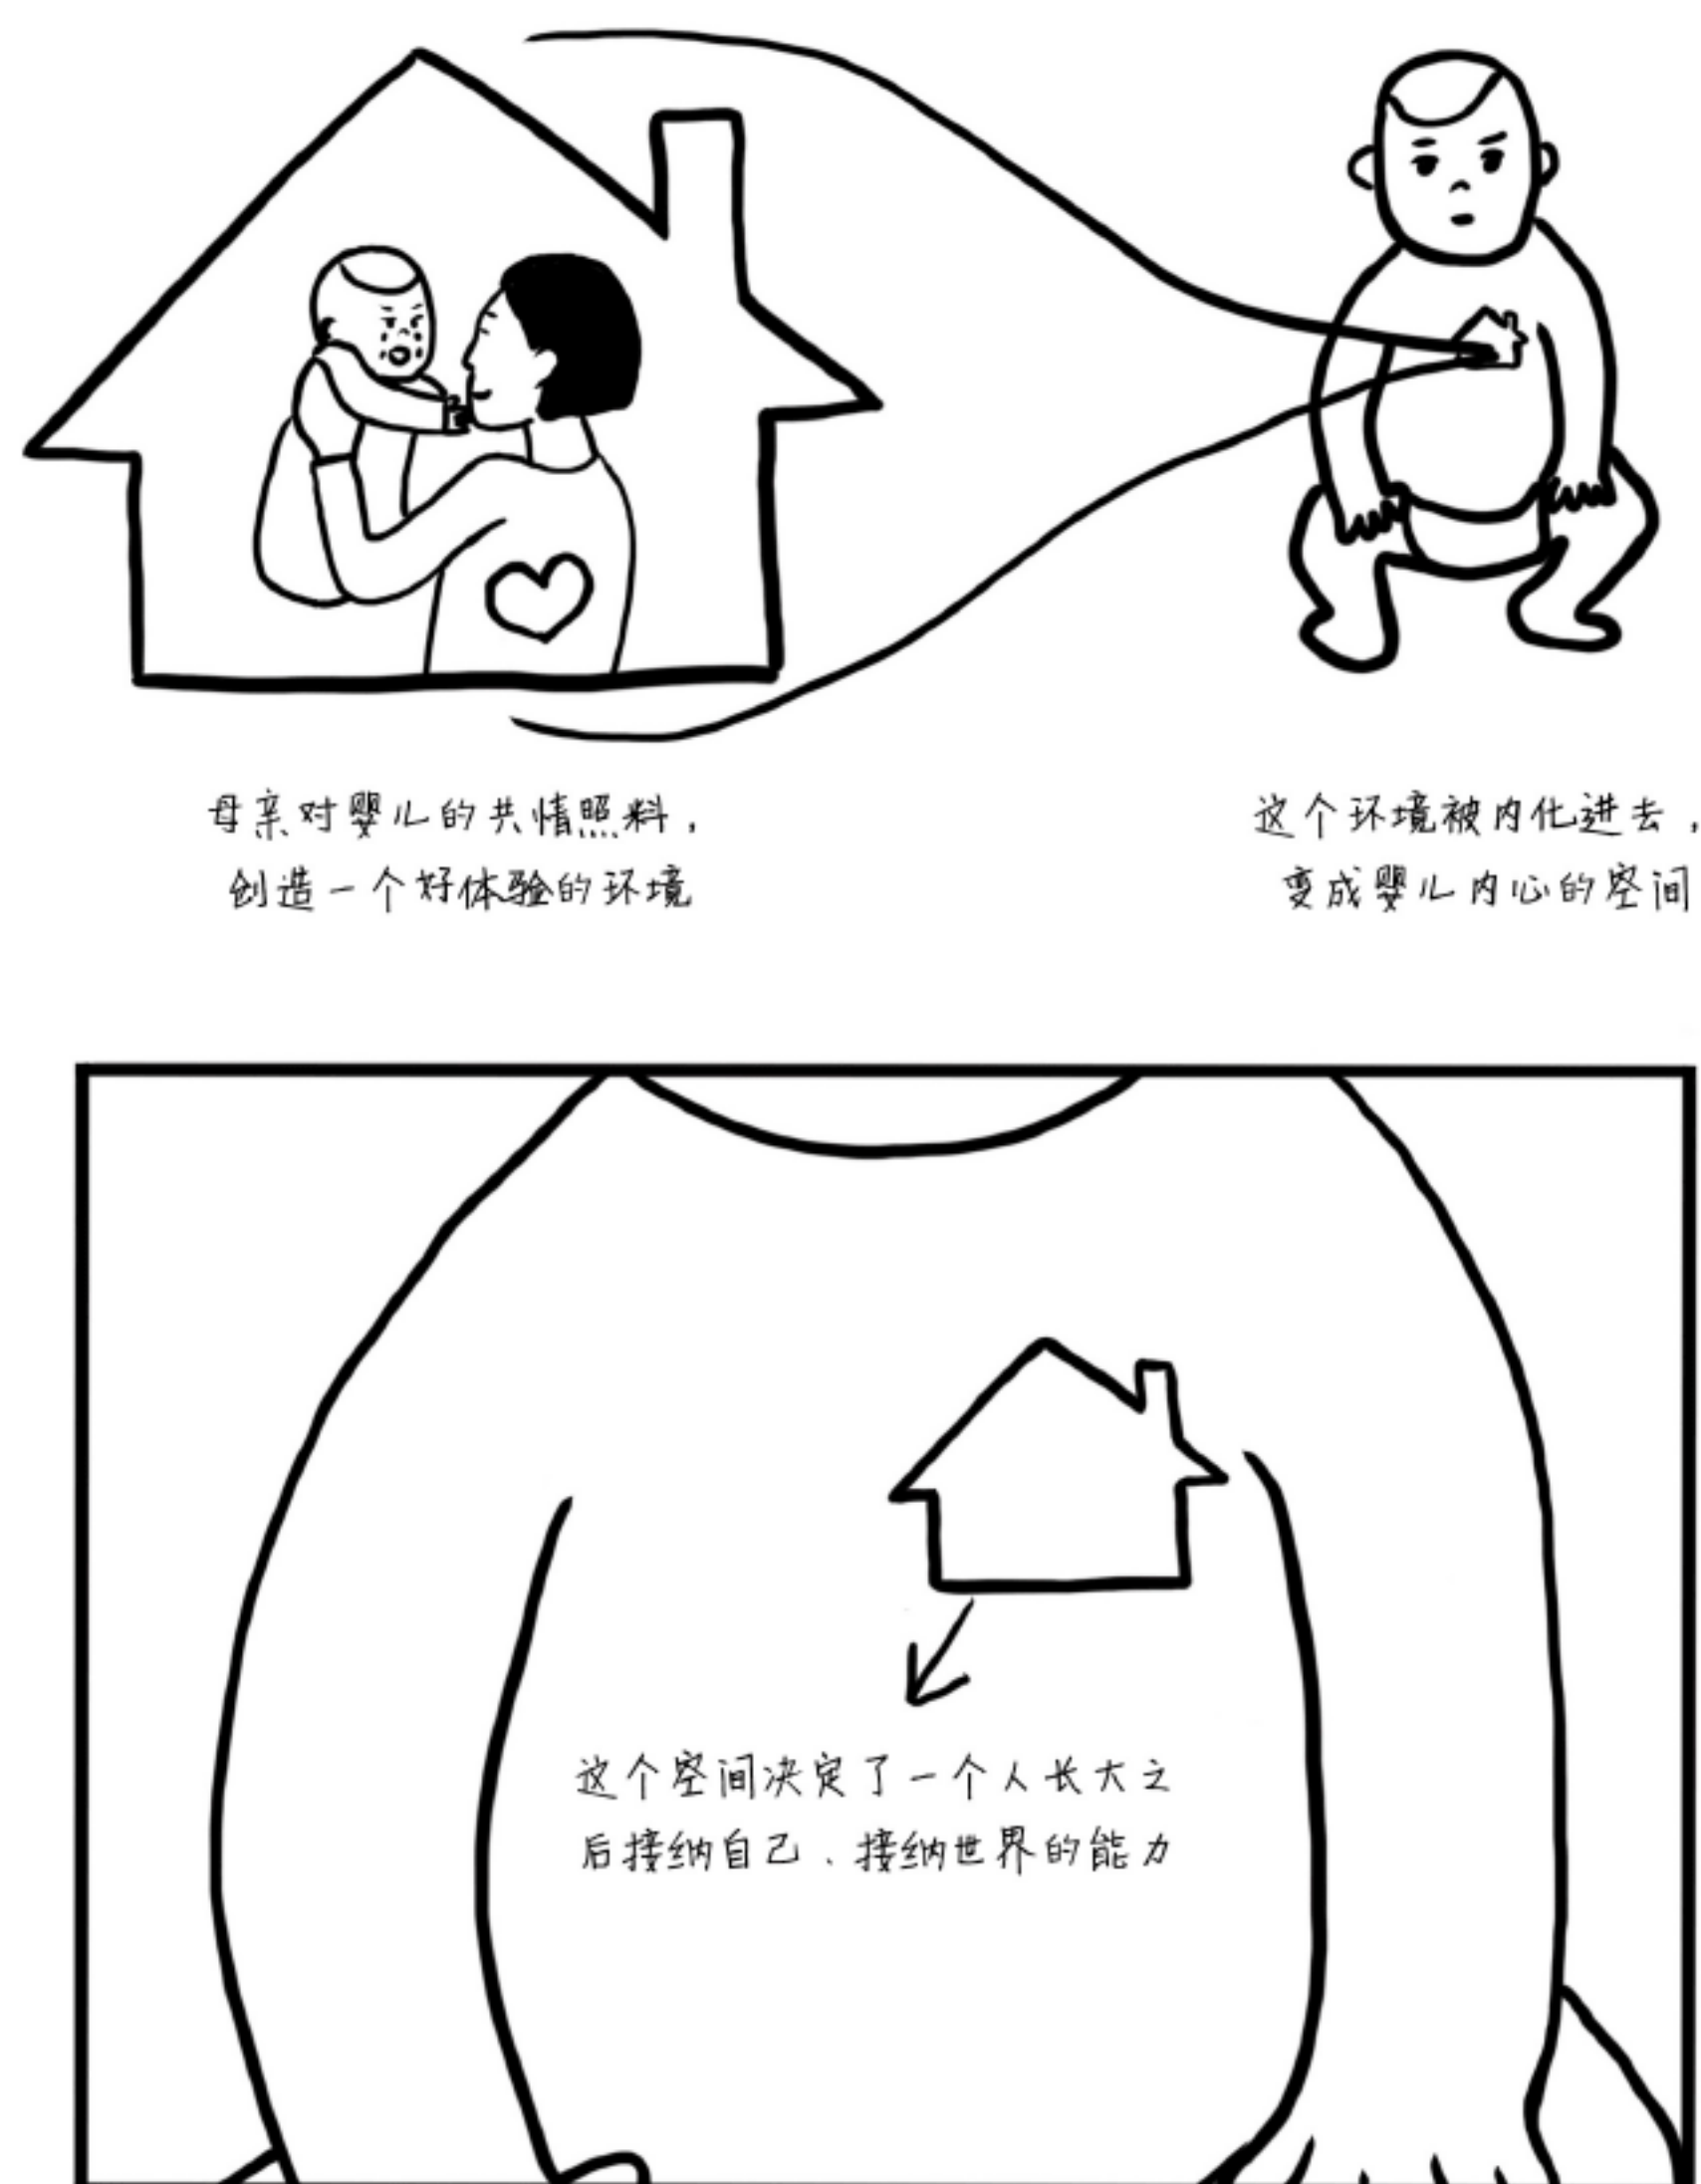 母亲对婴儿的共情照料，
创造一个好体验的环境
这个环境被内化进去，
变成婴儿内心的空间
这个空间决定了一个人长大之
后接纳自己、接纳世界的能力